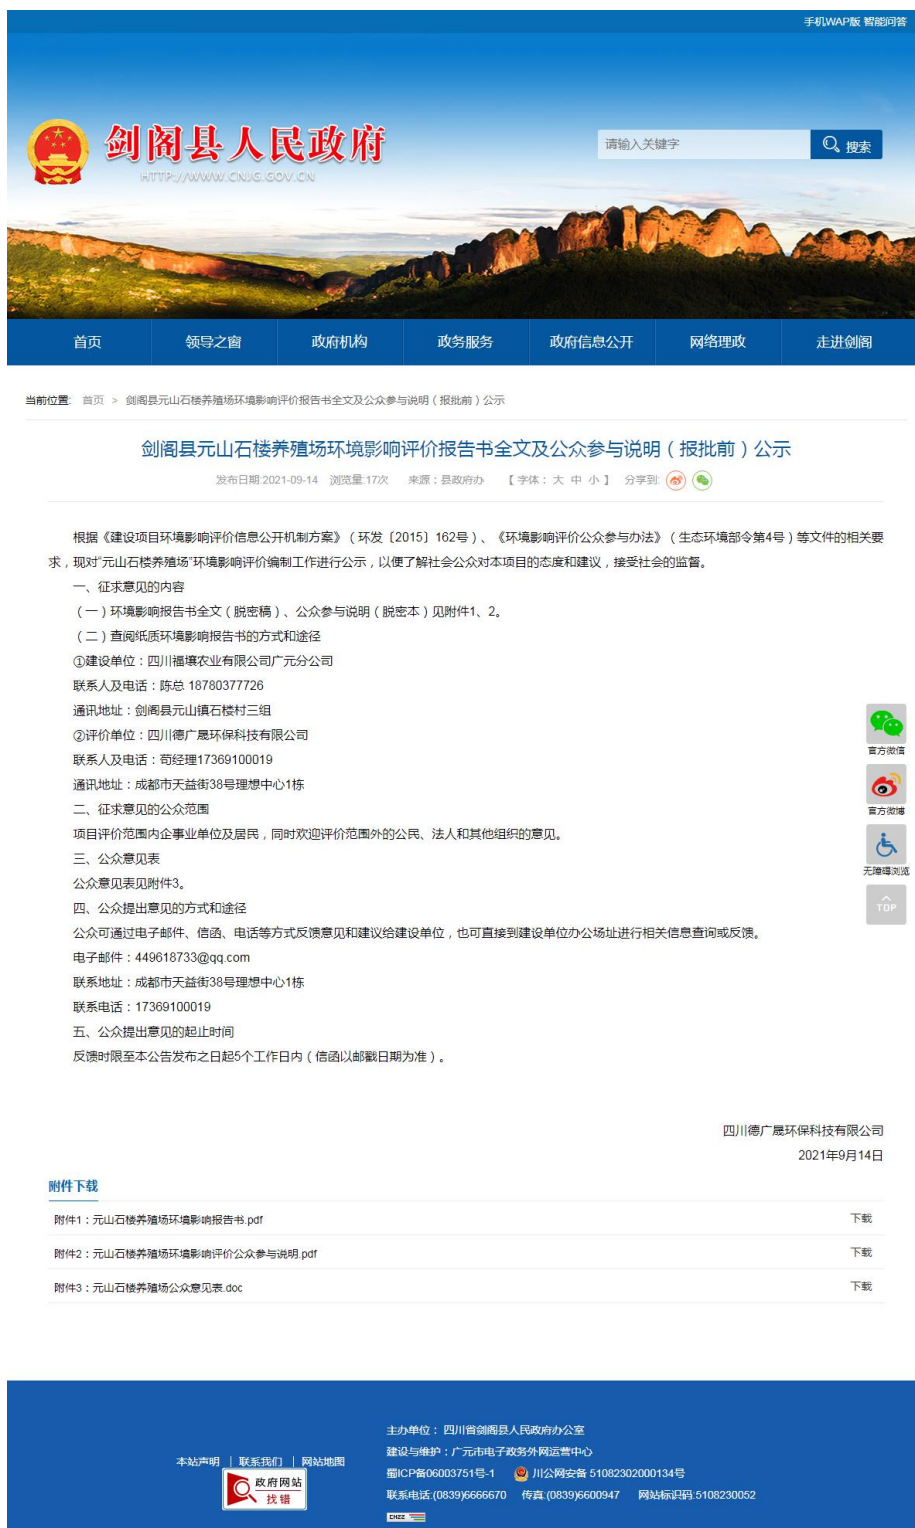 手机WAP版 智能问答
剑阁县人民政府
HTTP://WWW.CNJG.GOV.CN
请输入关键字
搜索
首页 领导之窗 政府机构 政务服务 政府信息公开 网络理政 走进剑阁
当前位置: 首页 > 剑阁县元山石楼养殖场环境影响评价报告书全文及公众参与说明（报批前）公示
剑阁县元山石楼养殖场环境影响评价报告书全文及公众参与说明（报批前）公示
发布日期:2021-09-14 浏览量:17次 来源：县政府办 【 字体： 大 中 小 】 分享到:
根据《建设项目环境影响评价信息公开机制方案》（环发〔2015〕162号）、《环境影响评价公众参与办法》（生态环境部令第4号）等文件的相关要
求，现对“元山石楼养殖场”环境影响评价编制工作进行公示，以便了解社会公众对本项目的态度和建议，接受社会的监督。
一、征求意见的内容
（一）环境影响报告书全文（脱密稿）、公众参与说明（脱密本）见附件1、2。
（二）查阅纸质环境影响报告书的方式和途径
①建设单位：四川福壤农业有限公司广元分公司
联系人及电话：陈总 18780377726
通讯地址：剑阁县元山镇石楼村三组
②评价单位：四川德广晟环保科技有限公司
联系人及电话：苟经理17369100019
通讯地址：成都市天益街38号理想中心1栋
二、征求意见的公众范围
项目评价范围内企事业单位及居民，同时欢迎评价范围外的公民、法人和其他组织的意见。
三、公众意见表
公众意见表见附件3。
四、公众提出意见的方式和途径
公众可通过电子邮件、信函、电话等方式反馈意见和建议给建设单位，也可直接到建设单位办公场址进行相关信息查询或反馈。
电子邮件：449618733@qq.com
联系地址：成都市天益街38号理想中心1栋
联系电话：17369100019
五、公众提出意见的起止时间
反馈时限至本公告发布之日起5个工作日内（信函以邮戳日期为准）。
官方微信
官方微博
无障碍浏览
TOP
四川德广晟环保科技有限公司
2021年9月14日
附件下载
附件1：元山石楼养殖场环境影响报告书.pdf 下载
附件2：元山石楼养殖场环境影响评价公众参与说明.pdf 下载
附件3：元山石楼养殖场公众意见表.doc 下载
本站声明 | 联系我们 | 网站地图
政府网站
找错
主办单位： 四川省剑阁县人民政府办公室
建设与维护：广元市电子政务外网运营中心
蜀ICP备06003751号-1 川公网安备 51082302000134号
联系电话:(0839)6666670 传真:(0839)6600947 网站标识码:5108230052
CNZZ